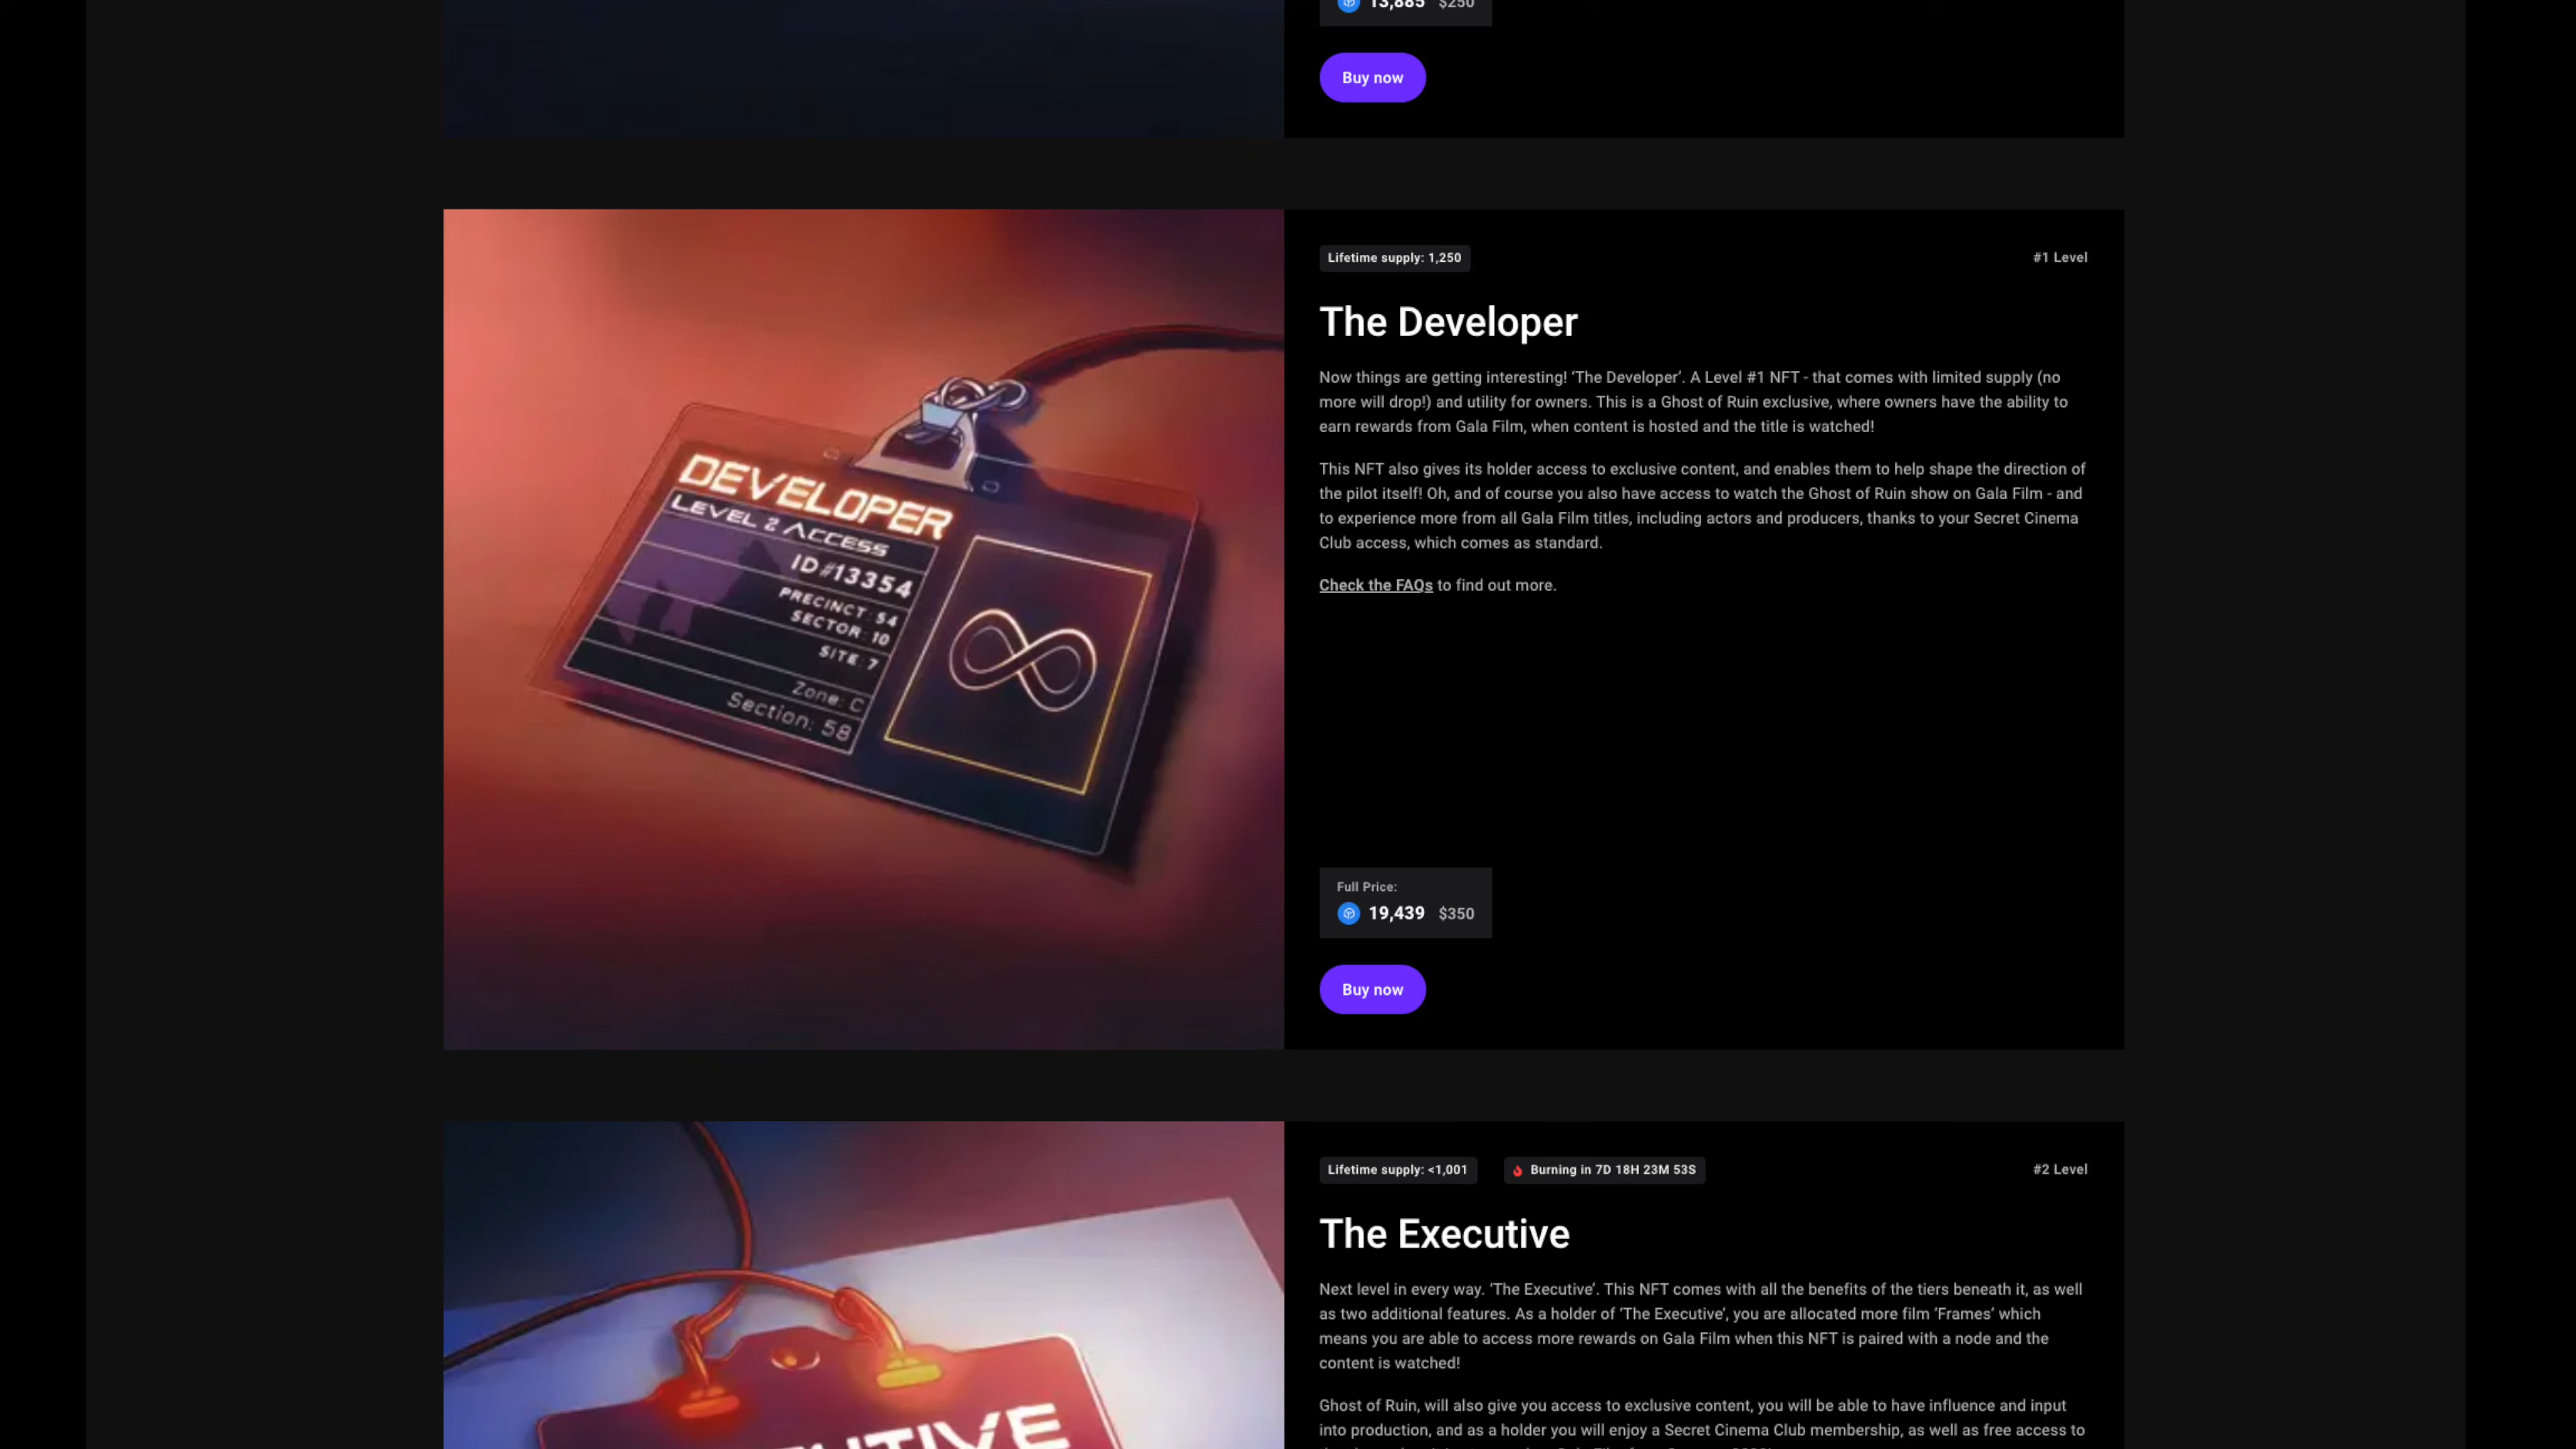 13,885 $250
Buy now
Lifetime supply: 1,250
#1 Level
The Developer
Now things are getting interesting! ‘The Developer’. A Level #1 NFT - that comes with limited supply (no
more will drop!) and utility for owners. This is a Ghost of Ruin exclusive, where owners have the ability to
earn rewards from Gala Film, when content is hosted and the title is watched!
This NFT also gives its holder access to exclusive content, and enables them to help shape the direction of
the pilot itself! Oh, and of course you also have access to watch the Ghost of Ruin show on Gala Film - and
to experience more from all Gala Film titles, including actors and producers, thanks to your Secret Cinema
Club access, which comes as standard.
Check the FAQs to find out more.
DEVELOPER
LEVEL 2 ACCESS
ID #13354
PRECINCT: 54
SECTOR: 10
SITE: 7
Zone: C
Section: 58
Full Price:
19,439 $350
Buy now
Lifetime supply: <1,001
Burning in 7D 18H 23M 53S
#2 Level
The Executive
Next level in every way. ‘The Executive’. This NFT comes with all the benefits of the tiers beneath it, as well
as two additional features. As a holder of ‘The Executive’, you are allocated more film ‘Frames’ which
means you are able to access more rewards on Gala Film when this NFT is paired with a node and the
content is watched!
Ghost of Ruin, will also give you access to exclusive content, you will be able to have influence and input
into production, and as a holder you will enjoy a Secret Cinema Club membership, as well as free access to